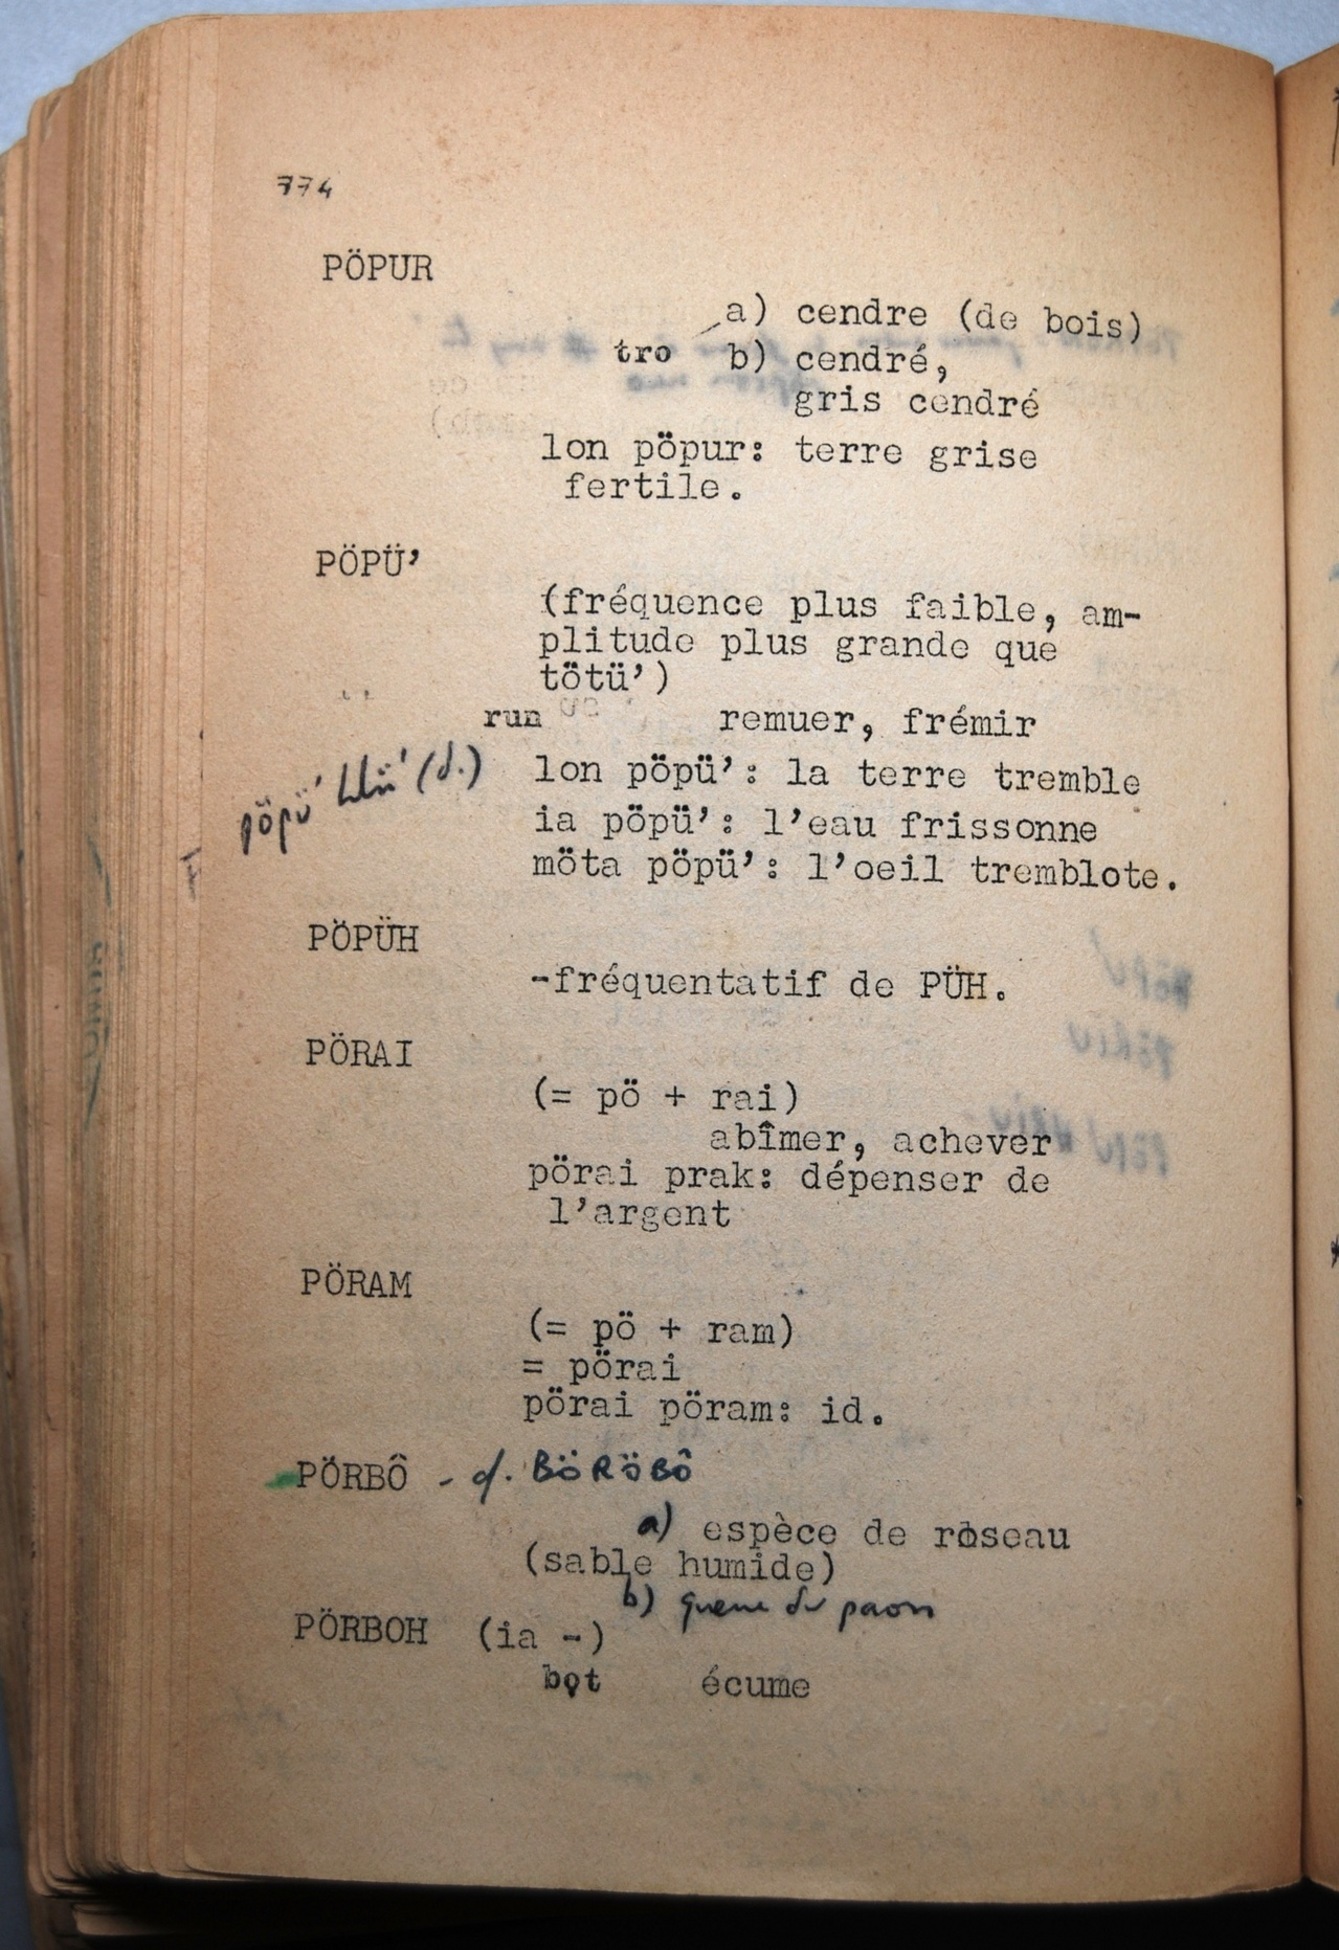 774
PÖPUR
a) cendre (de bois)
tro b) cendré,
gris cendré
lon pöpur: terre grise
fertile.
PÖPÜ’
(fréquence plus faible, am-
plitude plus grande que
tötü’)
run remuer, frémir
pöpü' (d.) lon pöpü’: la terre tremble
ia pöpü’: l’eau frissonne
möta pöpü’: l’oeil tremblote.
PÖPÜH
-fréquentatif de PÜH.
PÖRAI
(= pö + rai)
abîmer, achever
pörai prak: dépenser de
l’argent
PÖRAM
(= pö + ram)
= pörai
pörai pöram: id.
PÖRBÔ - cf. BÖRÖBÔ
a) espèce de roseau
(sable humide)
b) queue du paon
PÖRBOH (ia -)
bọt écume